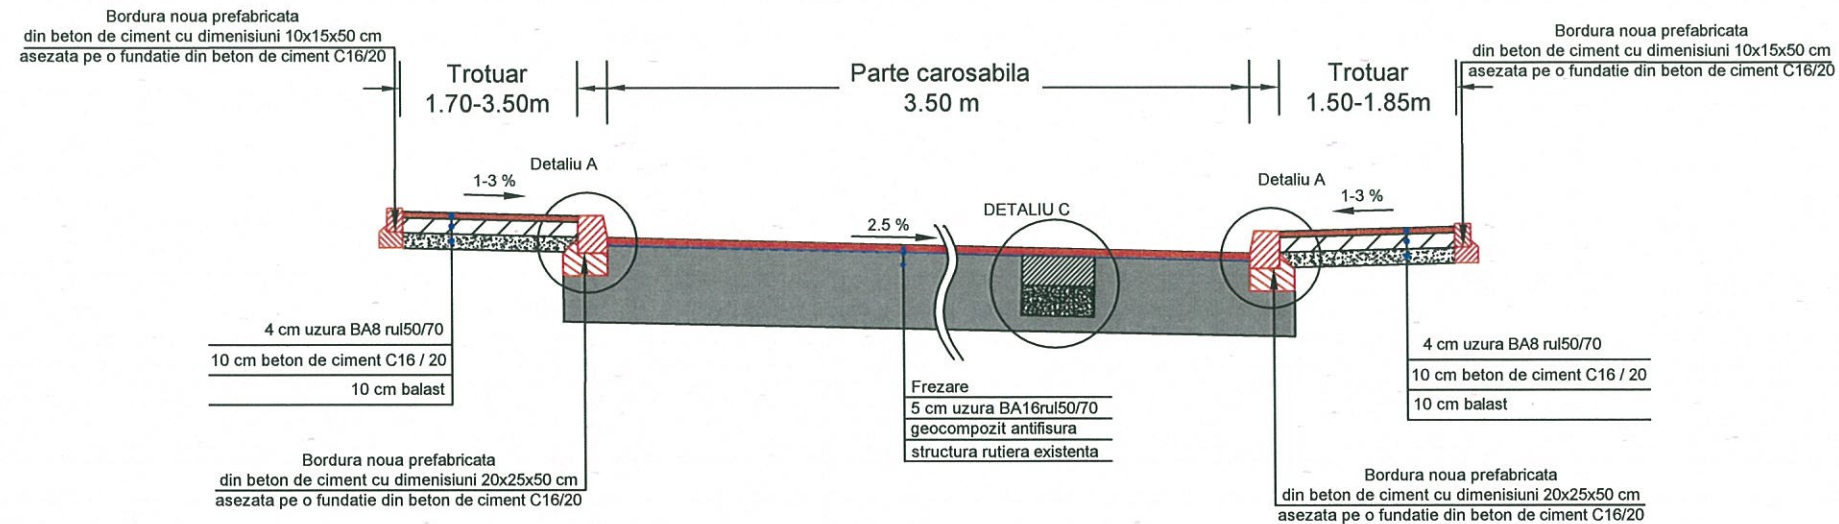 Bordura noua prefabricata
din beton de ciment cu dimenisiuni 10x15x50 cm
asezata pe o fundatie din beton de ciment C16/20
Bordura noua prefabricata
din beton de ciment cu dimenisiuni 10x15x50 cm
asezata pe o fundatie din beton de ciment C16/20
Trotuar
1.70-3.50m
Parte carosabila
3.50 m
Trotuar
1.50-1.85m
Detaliu A
1-3 %
Detaliu A
1-3 %
2.5 %
DETALIU C
4 cm uzura BA8 rul50/70
10 cm beton de ciment C16 / 20
10 cm balast
4 cm uzura BA8 rul50/70
10 cm beton de ciment C16 / 20
10 cm balast
Frezare
5 cm uzura BA16rul50/70
geocompozit antifisura
structura rutiera existenta
Bordura noua prefabricata
din beton de ciment cu dimenisiuni 20x25x50 cm
asezata pe o fundatie din beton de ciment C16/20
Bordura noua prefabricata
din beton de ciment cu dimenisiuni 20x25x50 cm
asezata pe o fundatie din beton de ciment C16/20